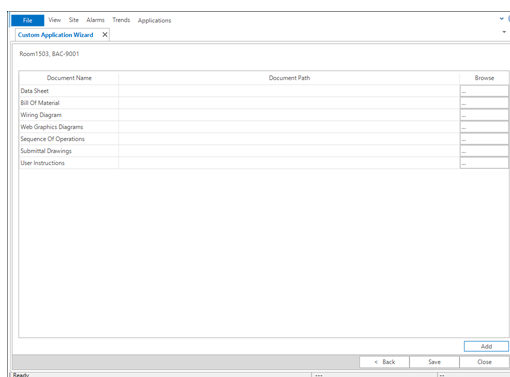 File View Site Alarms Trends Applications
Custom Application Wizard X
Room1503; BAC-9001
Document Name Document Path Browse
Data Sheet ...
Bill Of Material ...
Wiring Diagram ...
Web Graphics Diagrams ...
Sequence Of Operations ...
Submittal Drawings ...
User Instructions ...
Add
< Back Save Close
Ready